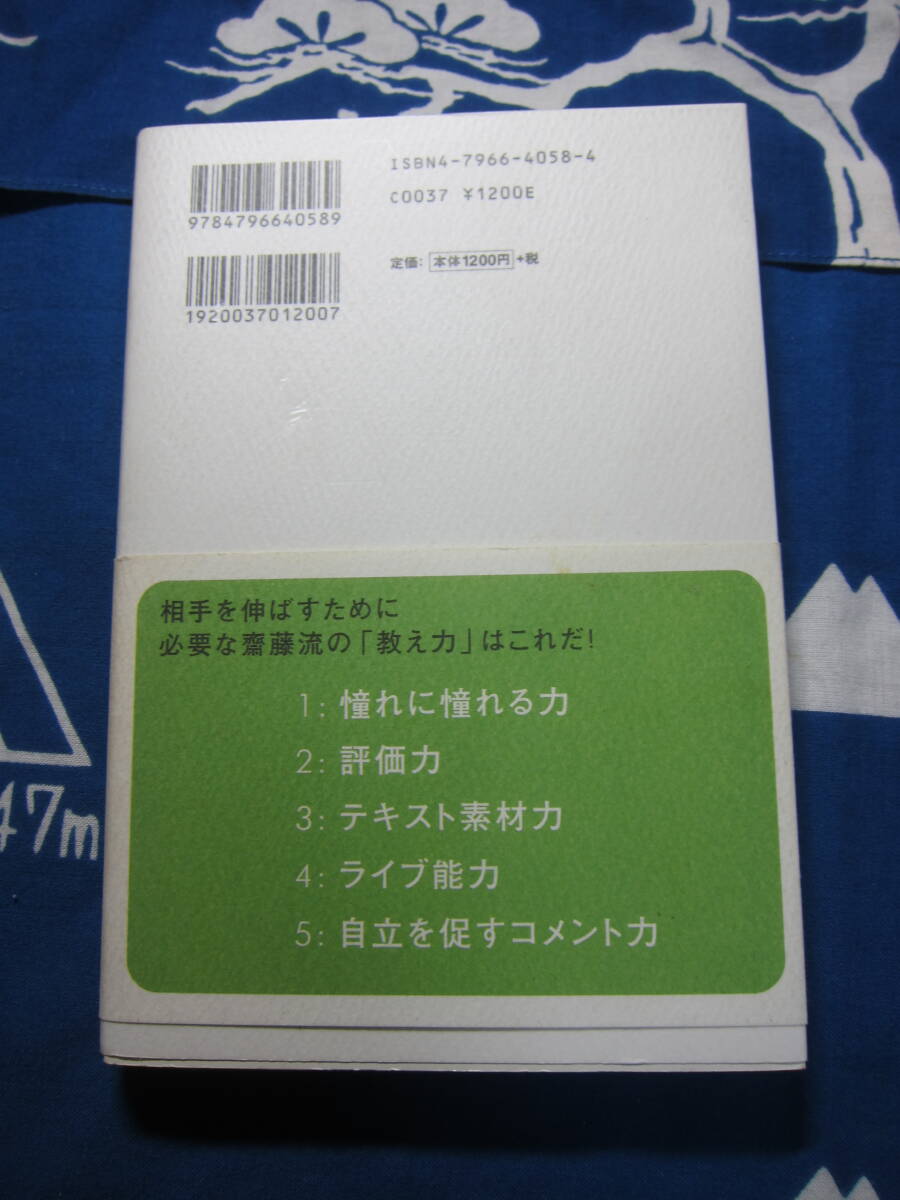 ISBN4-7966-4058-4
9784796640589
C0037 ¥1200E
定価: 本体1200円 +税
1920037012007
相手を伸ばすために
必要な齋藤流の「教え力」はこれだ!
1: 憧れに憧れる力
2: 評価力
3: テキスト素材力
4: ライブ能力
5: 自立を促すコメント力
47m